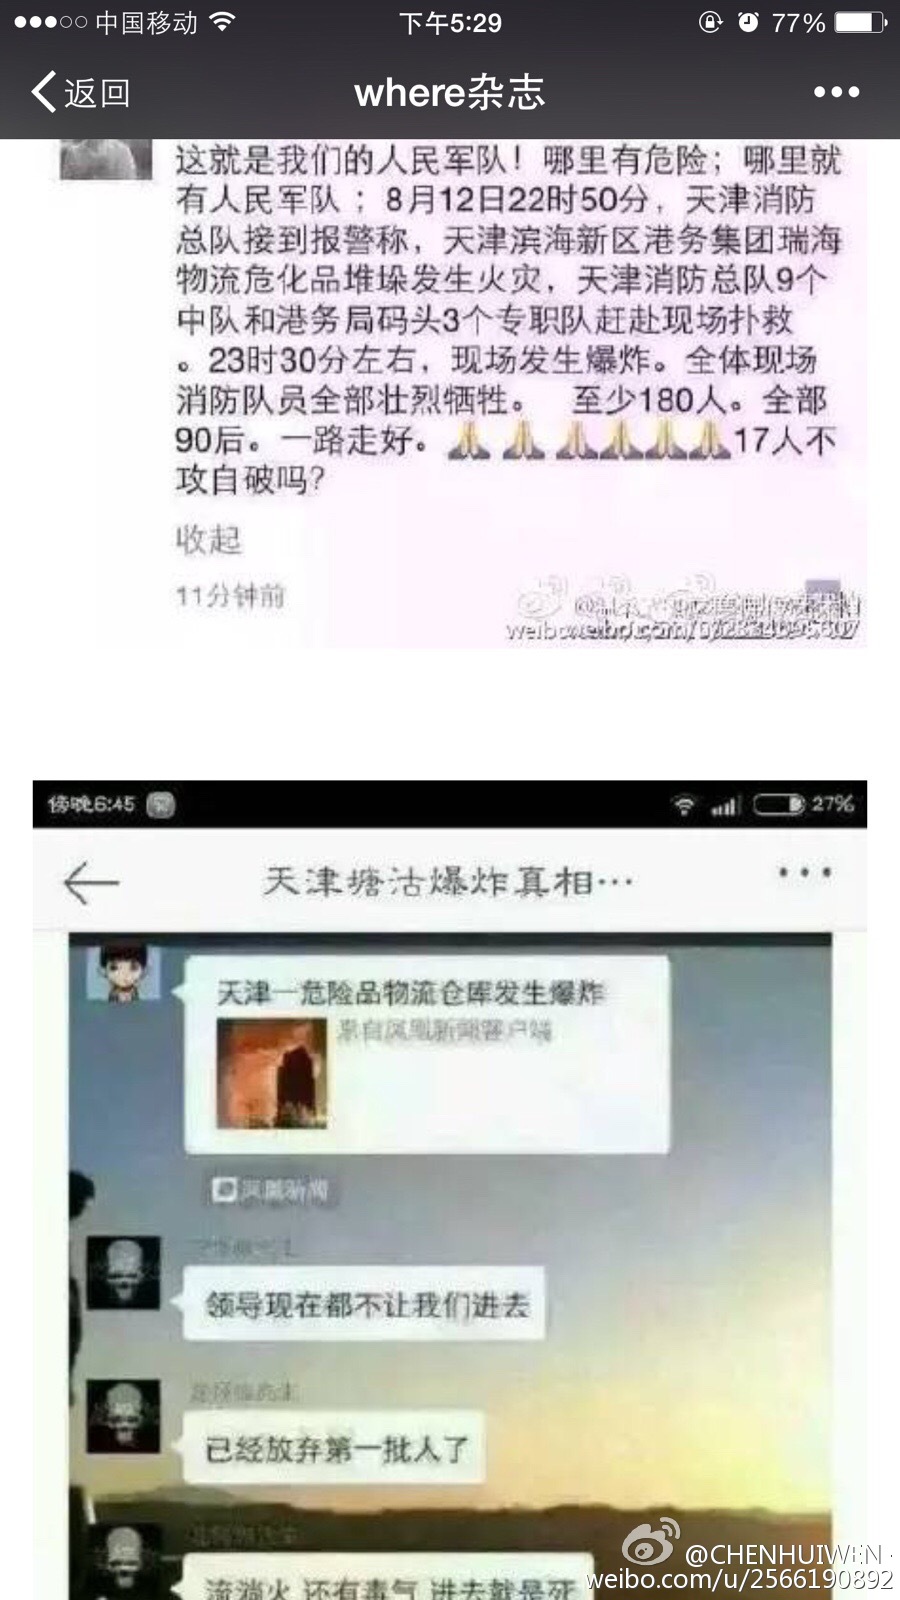 中国移动 下午5:29 77%
返回 where杂志
这就是我们的人民军队！哪里有危险；哪里就
有人民军队；8月12日22时50分，天津消防
总队接到报警称，天津滨海新区港务集团瑞海
物流危化品堆垛发生火灾，天津消防总队9个
中队和港务局码头3个专职队赶赴现场扑救
。23时30分左右，现场发生爆炸。全体现场
消防队员全部壮烈牺牲。 至少180人。全部
90后。一路走好。🙏🙏🙏🙏🙏🙏17人不
攻自破吗？
收起
11分钟前
傍晚6:45 27%
天津塘沽爆炸真相…
天津一危险品物流仓库发生爆炸
来自凤凰新闻客户端
凤凰新闻
领导现在都不让我们进去
已经放弃第一批人了
流淌火 还有毒气 进去就是死
@CHENHUIWEN·
weibo.com/u/2566190892